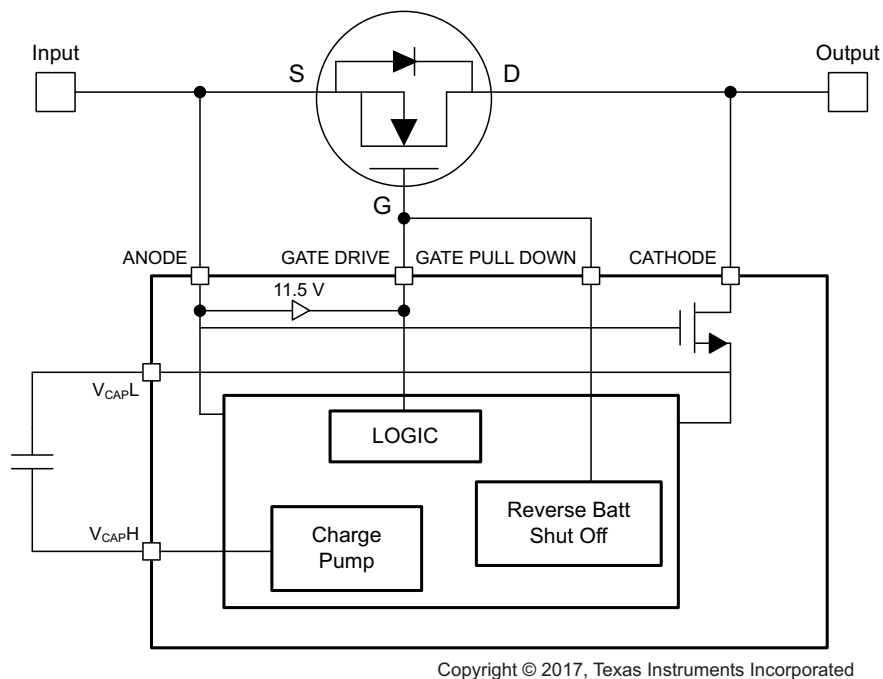 Input
Output
S
D
G
ANODE
GATE DRIVE
GATE PULL DOWN
CATHODE
11.5 V
VCAPL
LOGIC
Reverse Batt
Shut Off
VCAPH
Charge
Pump
Copyright © 2017, Texas Instruments Incorporated